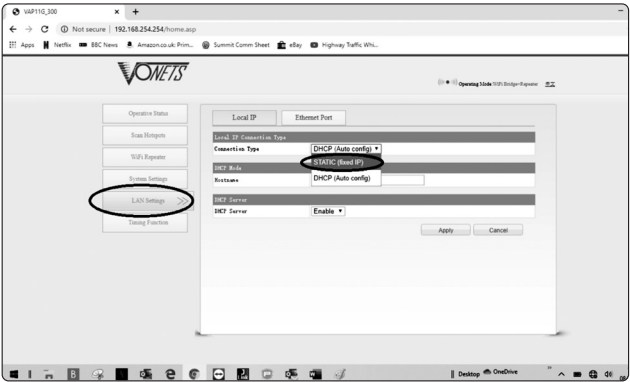 VAP11G_300
Not secure | 192.168.254.254/home.asp
Apps Netflix BBC News Amazon.co.uk: Prim... Summit Comm Sheet eBay Highway Traffic Whi...
VONETS
Operating Mode:WiFi Bridge+Repeater
Operative Status
Scan Hotspots
WiFi Repeater
System Settings
LAN Settings
Timing Function
Local IP Ethernet Port
Local IP Connection Type
Connection Type DHCP (Auto config)
STATIC (fixed IP)
DHCP (Auto config)
DHCP Mode
Hostname
DHCP Server
DHCP Server Enable
Apply Cancel
Desktop OneDrive